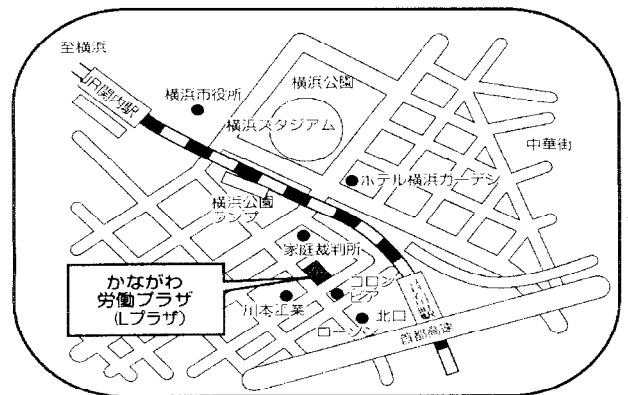 至横浜
JR関内駅
横浜市役所
横浜公園
横浜スタジアム
中華街
ホテル横浜ガーデン
横浜公園
ランプ
家庭裁判所
かながわ
労働プラザ
(Lプラザ)
コロン
ビア
川本工業
北口
ローソン
石川町駅
首都高速